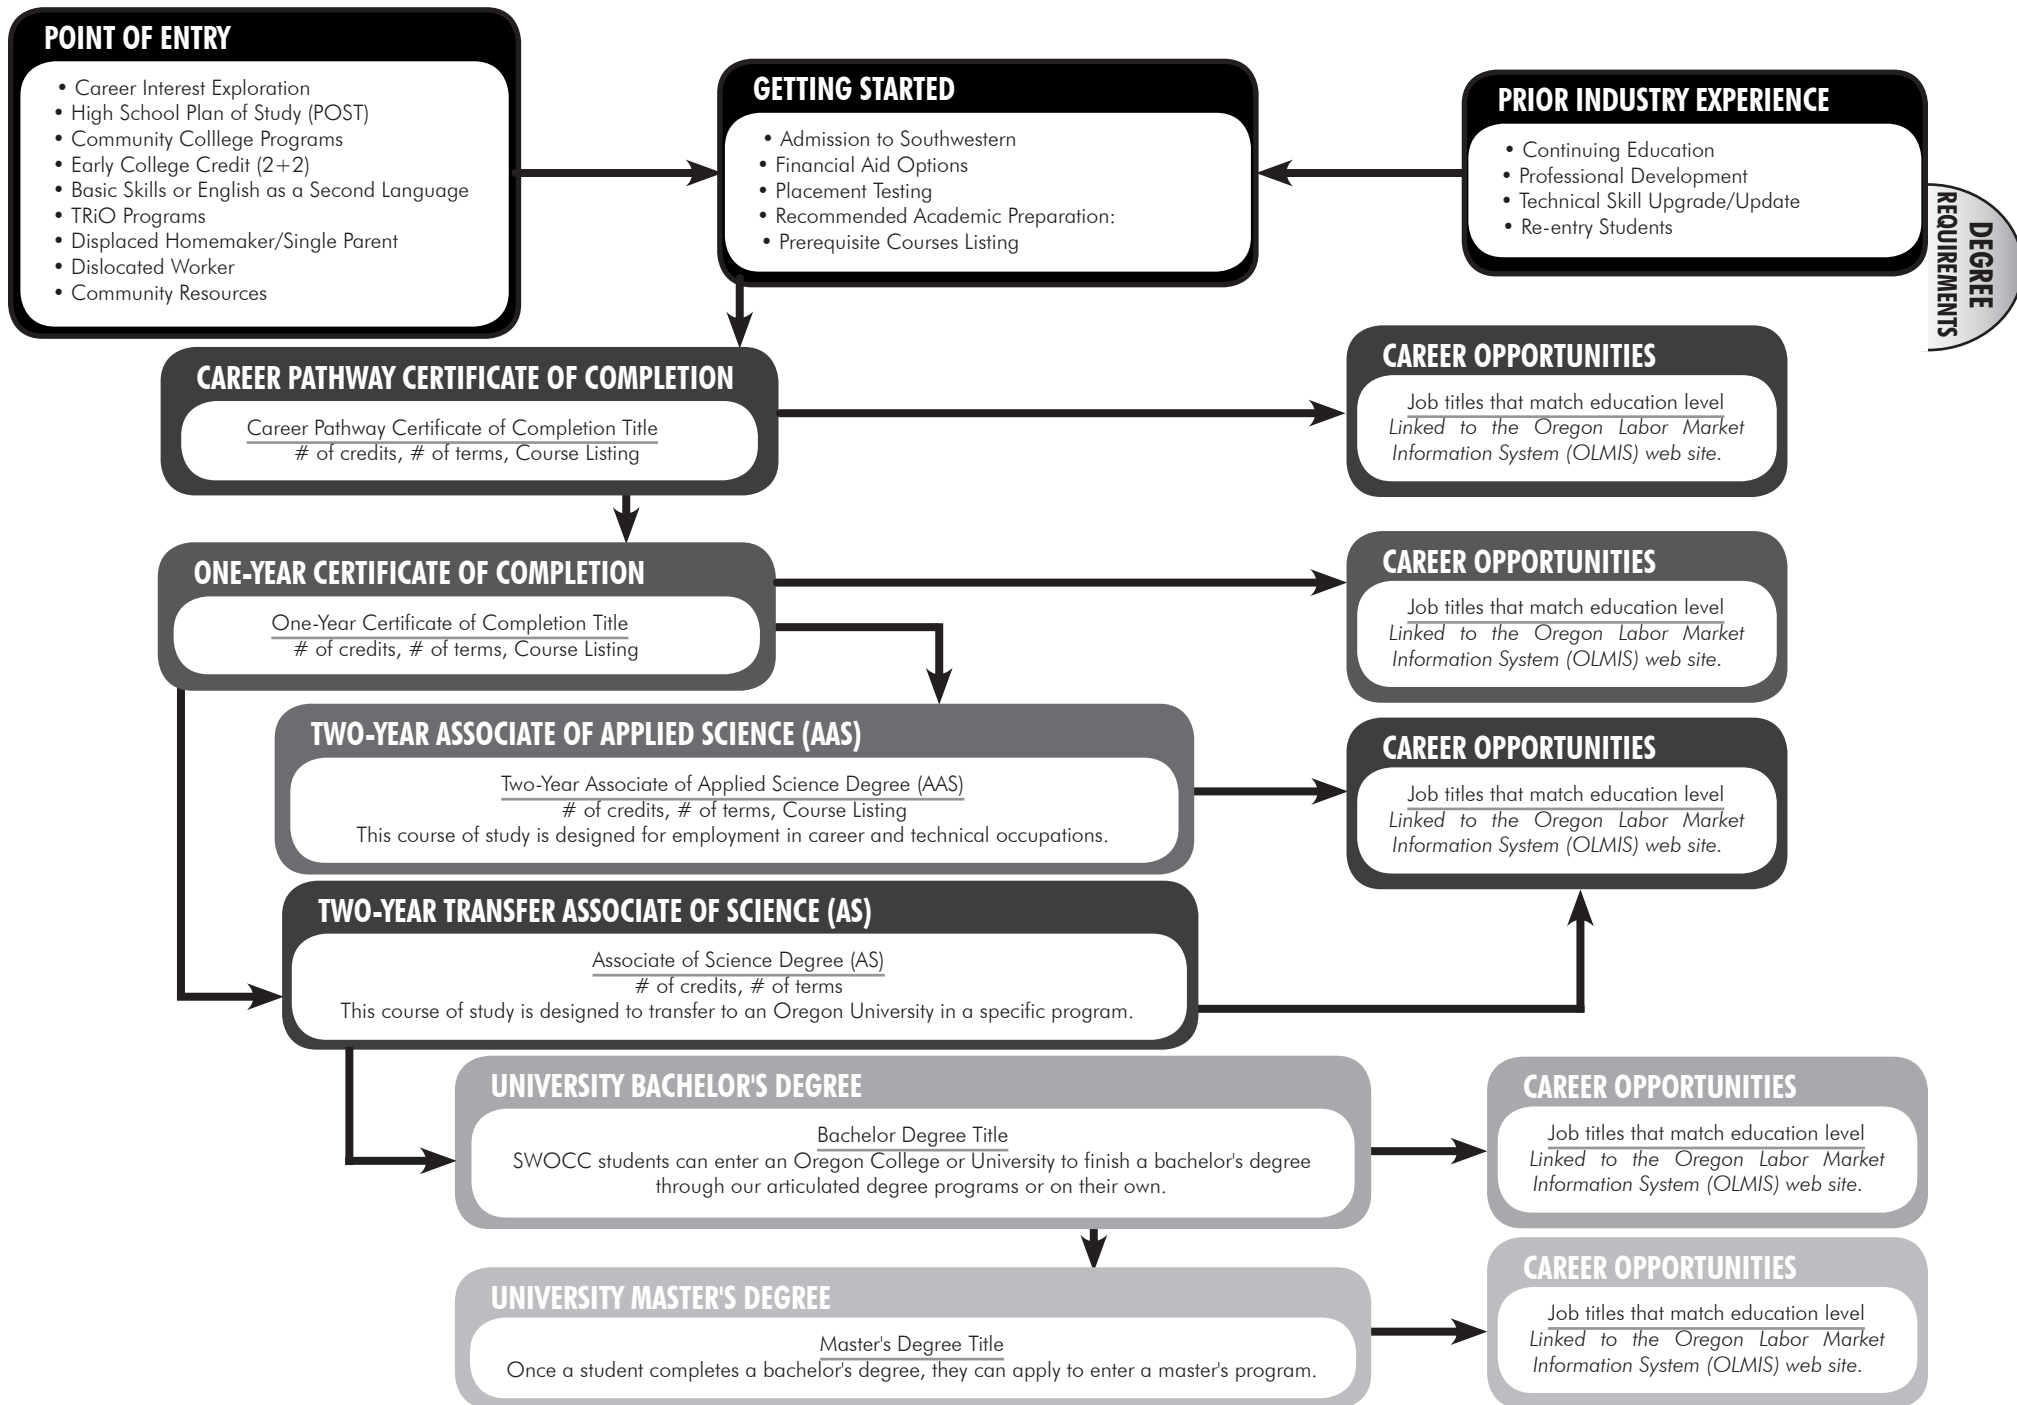 POINT OF ENTRY
• Career Interest Exploration
• High School Plan of Study (POST)
• Community Colllege Programs
• Early College Credit (2+2)
• Basic Skills or English as a Second Language
• TRiO Programs
• Displaced Homemaker/Single Parent
• Dislocated Worker
• Community Resources
GETTING STARTED
• Admission to Southwestern
• Financial Aid Options
• Placement Testing
• Recommended Academic Preparation:
• Prerequisite Courses Listing
PRIOR INDUSTRY EXPERIENCE
• Continuing Education
• Professional Development
• Technical Skill Upgrade/Update
• Re-entry Students
DEGREE
REQUIREMENTS
CAREER PATHWAY CERTIFICATE OF COMPLETION
Career Pathway Certificate of Completion Title
# of credits, # of terms, Course Listing
CAREER OPPORTUNITIES
Job titles that match education level
Linked to the Oregon Labor Market
Information System (OLMIS) web site.
ONE-YEAR CERTIFICATE OF COMPLETION
One-Year Certificate of Completion Title
# of credits, # of terms, Course Listing
CAREER OPPORTUNITIES
Job titles that match education level
Linked to the Oregon Labor Market
Information System (OLMIS) web site.
TWO-YEAR ASSOCIATE OF APPLIED SCIENCE (AAS)
Two-Year Associate of Applied Science Degree (AAS)
# of credits, # of terms, Course Listing
This course of study is designed for employment in career and technical occupations.
CAREER OPPORTUNITIES
Job titles that match education level
Linked to the Oregon Labor Market
Information System (OLMIS) web site.
TWO-YEAR TRANSFER ASSOCIATE OF SCIENCE (AS)
Associate of Science Degree (AS)
# of credits, # of terms
This course of study is designed to transfer to an Oregon University in a specific program.
UNIVERSITY BACHELOR'S DEGREE
Bachelor Degree Title
SWOCC students can enter an Oregon College or University to finish a bachelor's degree
through our articulated degree programs or on their own.
CAREER OPPORTUNITIES
Job titles that match education level
Linked to the Oregon Labor Market
Information System (OLMIS) web site.
UNIVERSITY MASTER'S DEGREE
Master's Degree Title
Once a student completes a bachelor's degree, they can apply to enter a master's program.
CAREER OPPORTUNITIES
Job titles that match education level
Linked to the Oregon Labor Market
Information System (OLMIS) web site.